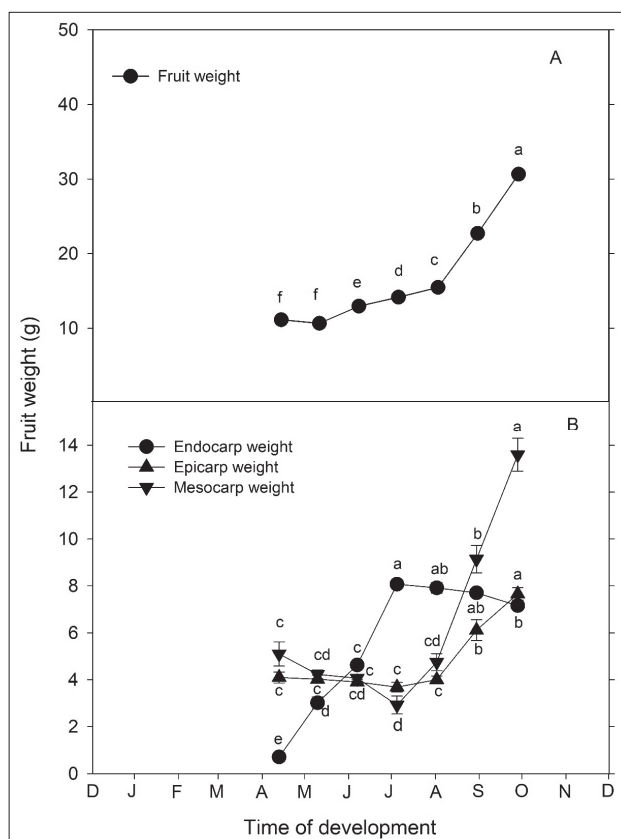 50
A
Fruit weight
40
30
20
10
a
b
c
d
e
f
f
Fruit weight (g)
B
Endocarp weight
Epicarp weight
Mesocarp weight
14
12
10
8
6
4
2
0
a
b
a
ab
ab
a
b
b
c
cd
c
c
c
cd
c
c
d
cd
d
c
e
D J F M A M J J A S O N D
Time of development